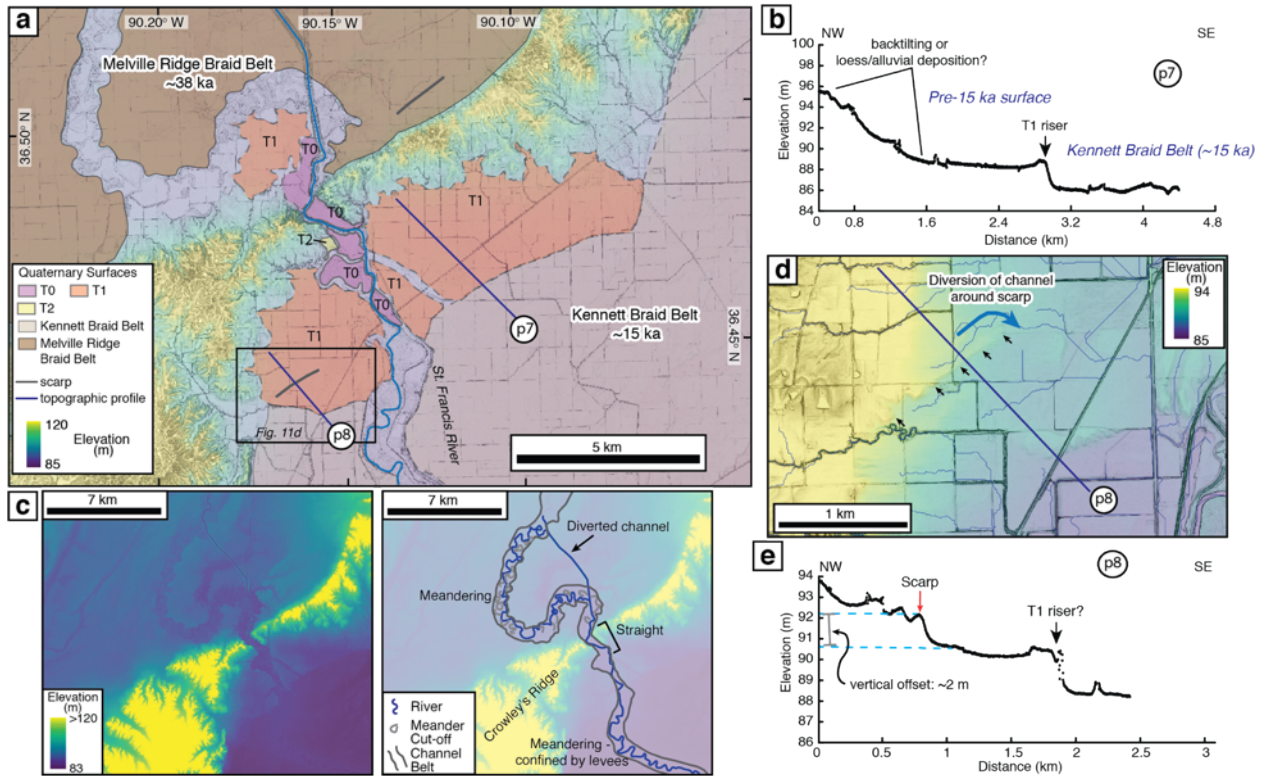 a
90.20° W
90.15° W
90.10° W
Melville Ridge Braid Belt
~38 ka
36.50° N
T1
T0
T0
T1
T2
T0
T1
T0
T1
Kennett Braid Belt
~15 ka
36.45° N
p7
p8
Fig. 11d
St. Francis River
5 km
Quaternary Surfaces
T0 T1
T2
Kennett Braid Belt
Melville Ridge
Braid Belt
scarp
topographic profile
120
Elevation
(m)
85
b
NW
SE
100
98
96
94
92
90
88
86
84
Elevation (m)
backtilting or
loess/alluvial deposition?
p7
Pre-15 ka surface
T1 riser
Kennett Braid Belt (~15 ka)
0 0.8 1.6 2.4 3.2 4 4.8
Distance (km)
c
7 km
Elevation
(m)
>120
83
7 km
Diverted channel
Meandering
Straight
Crowley's Ridge
Meandering -
confined by levees
River
Meander
Cut-off
Channel
Belt
d
Diversion of channel
around scarp
Elevation
(m)
94
85
p8
1 km
e
NW
p8
SE
94
93
92
91
90
89
88
87
86
Elevation (m)
Scarp
T1 riser?
vertical offset: ~2 m
0 0.5 1 1.5 2 2.5 3
Distance (km)